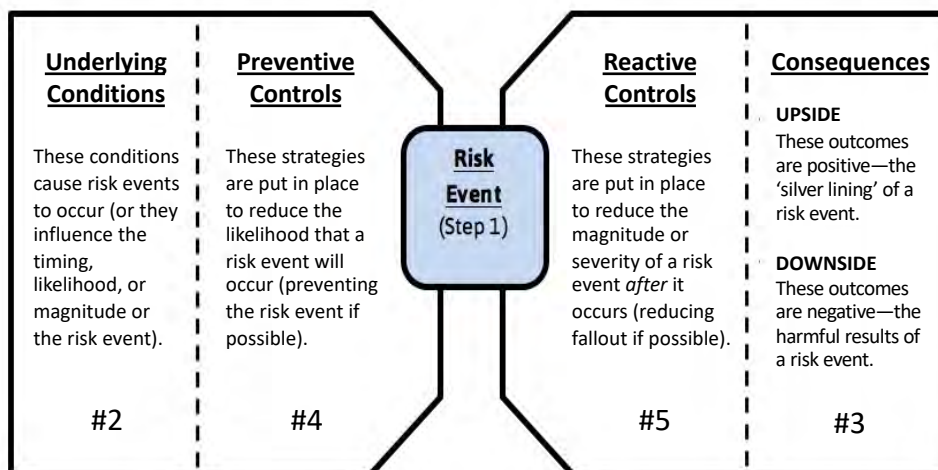 Underlying
Conditions
These conditions
cause risk events
to occur (or they
influence the
timing,
likelihood, or
magnitude or
the risk event).
#2
Preventive
Controls
These strategies
are put in place
to reduce the
likelihood that a
risk event will
occur (preventing
the risk event if
possible).
#4
Risk
Event
(Step 1)
Reactive
Controls
These strategies
are put in place
to reduce the
magnitude or
severity of a risk
event after it
occurs (reducing
fallout if possible).
#5
Consequences
UPSIDE
These outcomes
are positive—the
‘silver lining’ of a
risk event.
DOWNSIDE
These outcomes
are negative—the
harmful results of
a risk event.
#3